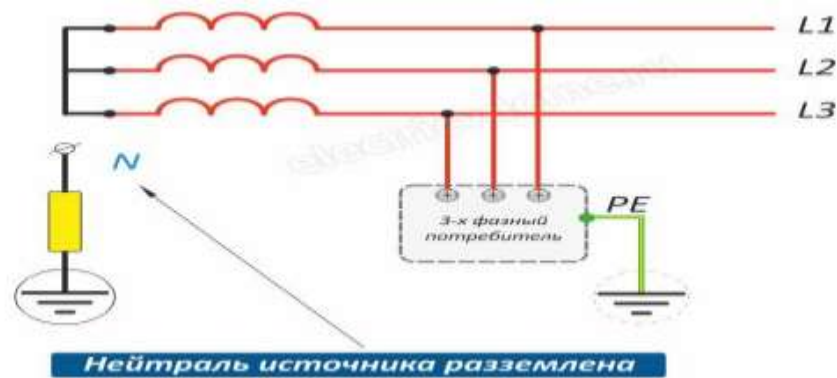 L1
L2
L3
N
3-х фазный
потребитель
PE
Нейтраль источника разземлена